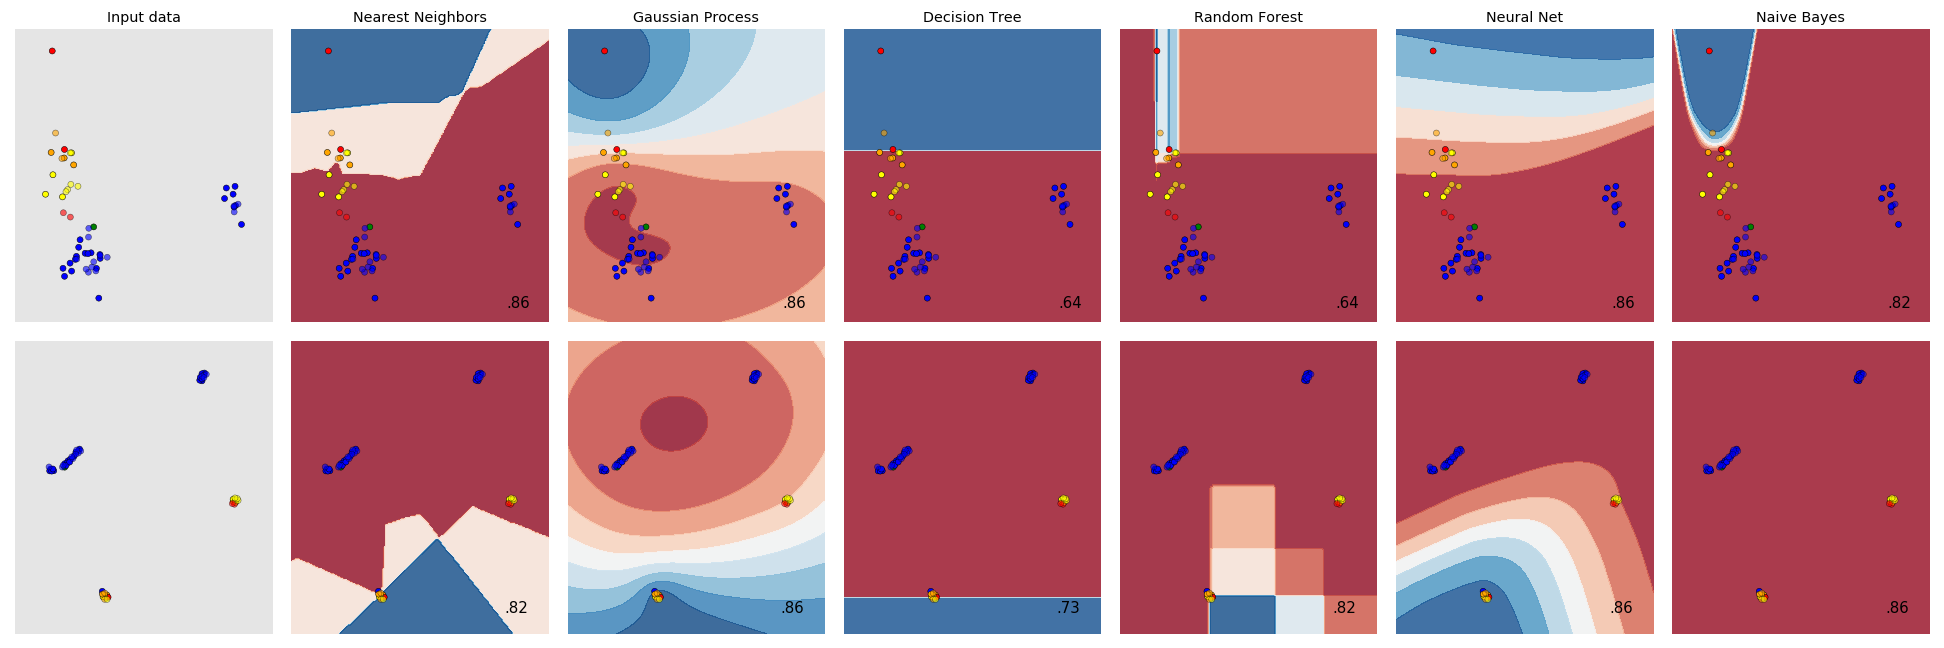 Input data
Nearest Neighbors
Gaussian Process
Decision Tree
Random Forest
Neural Net
Naive Bayes
.86
.86
.64
.64
.86
.82
.82
.86
.73
.82
.86
.86